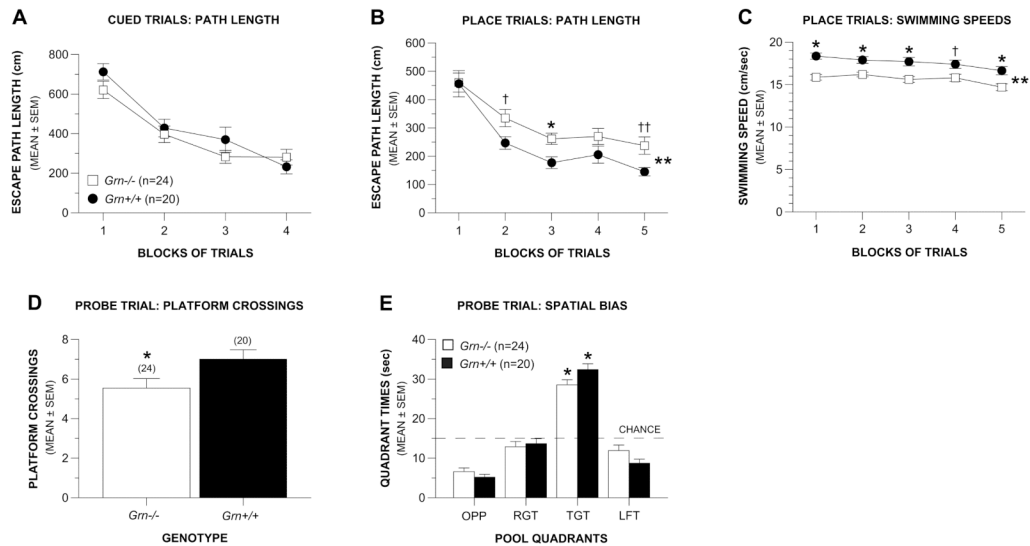 A CUED TRIALS: PATH LENGTH
ESCAPE PATH LENGTH (cm)
(MEAN ± SEM)
800
600
400
200
0
Grn-/- (n=24)
Grn+/+ (n=20)
1 2 3 4
BLOCKS OF TRIALS
B PLACE TRIALS: PATH LENGTH
ESCAPE PATH LENGTH (cm)
(MEAN ± SEM)
600
500
400
300
200
100
0
†
*
††
**
1 2 3 4 5
BLOCKS OF TRIALS
C PLACE TRIALS: SWIMMING SPEEDS
SWIMMING SPEED (cm/sec)
(MEAN ± SEM)
20
15
10
5
0
* * * † *
**
1 2 3 4 5
BLOCKS OF TRIALS
D PROBE TRIAL: PLATFORM CROSSINGS
PLATFORM CROSSINGS
(MEAN ± SEM)
8
6
4
2
0
*
(24)
(20)
Grn-/- Grn+/+
GENOTYPE
E PROBE TRIAL: SPATIAL BIAS
QUADRANT TIMES (sec)
(MEAN ± SEM)
40
30
20
10
0
Grn-/- (n=24)
Grn+/+ (n=20)
* *
CHANCE
OPP RGT TGT LFT
POOL QUADRANTS